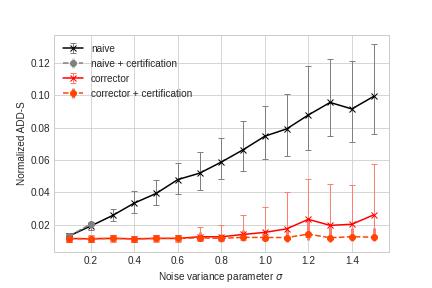 naive
naive + certification
corrector
corrector + certification
Normalized ADD-S
0.12
0.10
0.08
0.06
0.04
0.02
0.2 0.4 0.6 0.8 1.0 1.2 1.4
Noise variance parameter σ